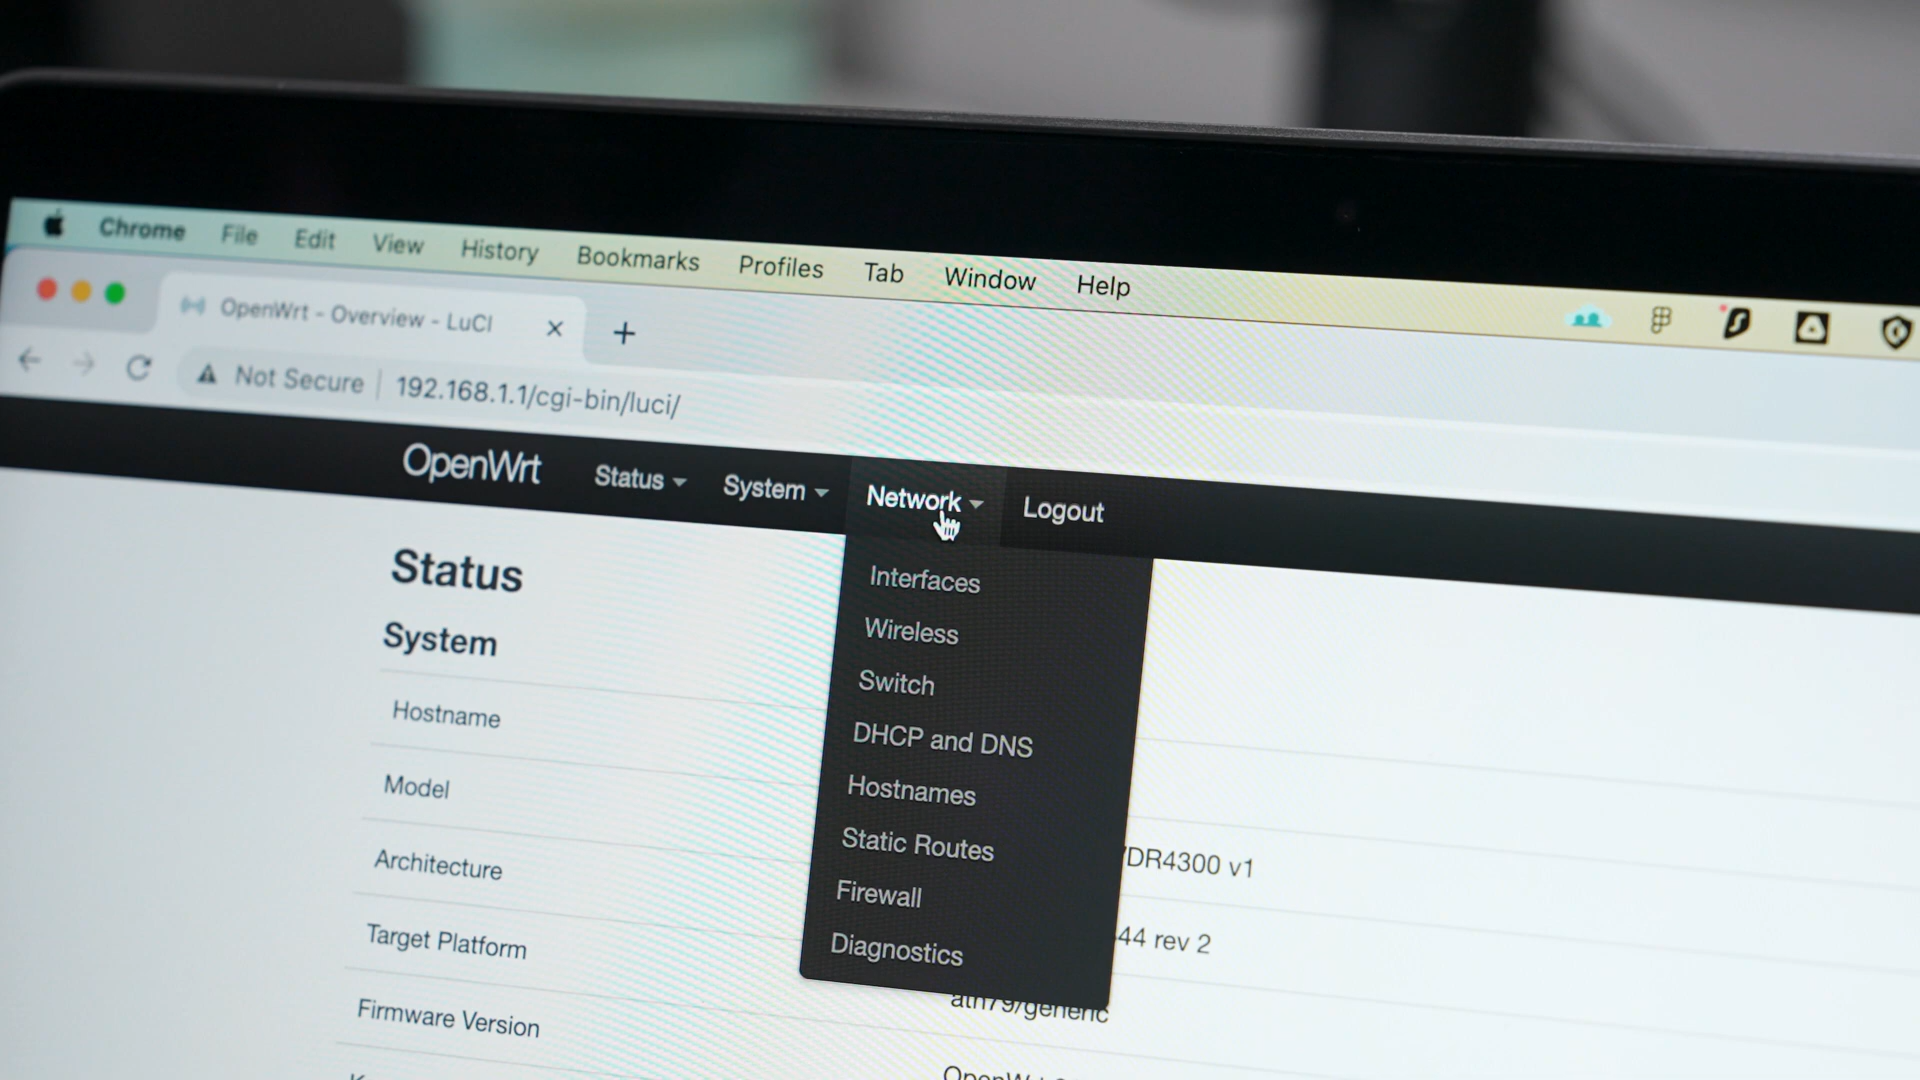 Chrome File Edit View History Bookmarks Profiles Tab Window Help
OpenWrt - Overview - LuCI
Not Secure 192.168.1.1/cgi-bin/luci/
OpenWrt Status System Network Logout
Interfaces
Wireless
Switch
DHCP and DNS
Hostnames
Static Routes
Firewall
Diagnostics
Status
System
Hostname
Model
DR4300 v1
Architecture
44 rev 2
Target Platform
ath79/generic
Firmware Version